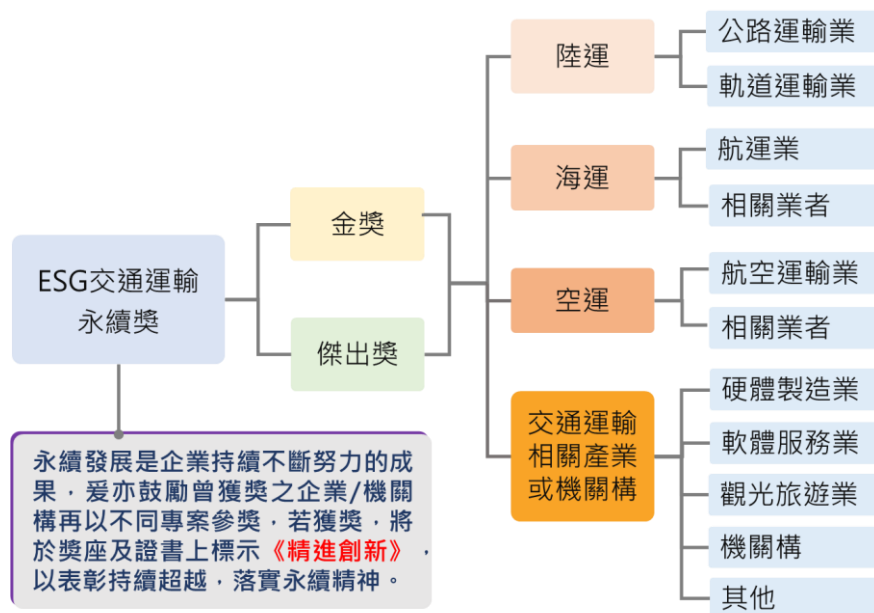 ESG交通運輸
永續獎
永續發展是企業持續不斷努力的成
果，爰亦鼓勵曾獲獎之企業/機關
構再以不同專案參獎，若獲獎，將
於獎座及證書上標示《精進創新》，
以表彰持續超越，落實永續精神。
金獎
傑出獎
陸運
公路運輸業
軌道運輸業
海運
航運業
相關業者
空運
航空運輸業
相關業者
交通運輸
相關產業
或機關構
硬體製造業
軟體服務業
觀光旅遊業
機關構
其他